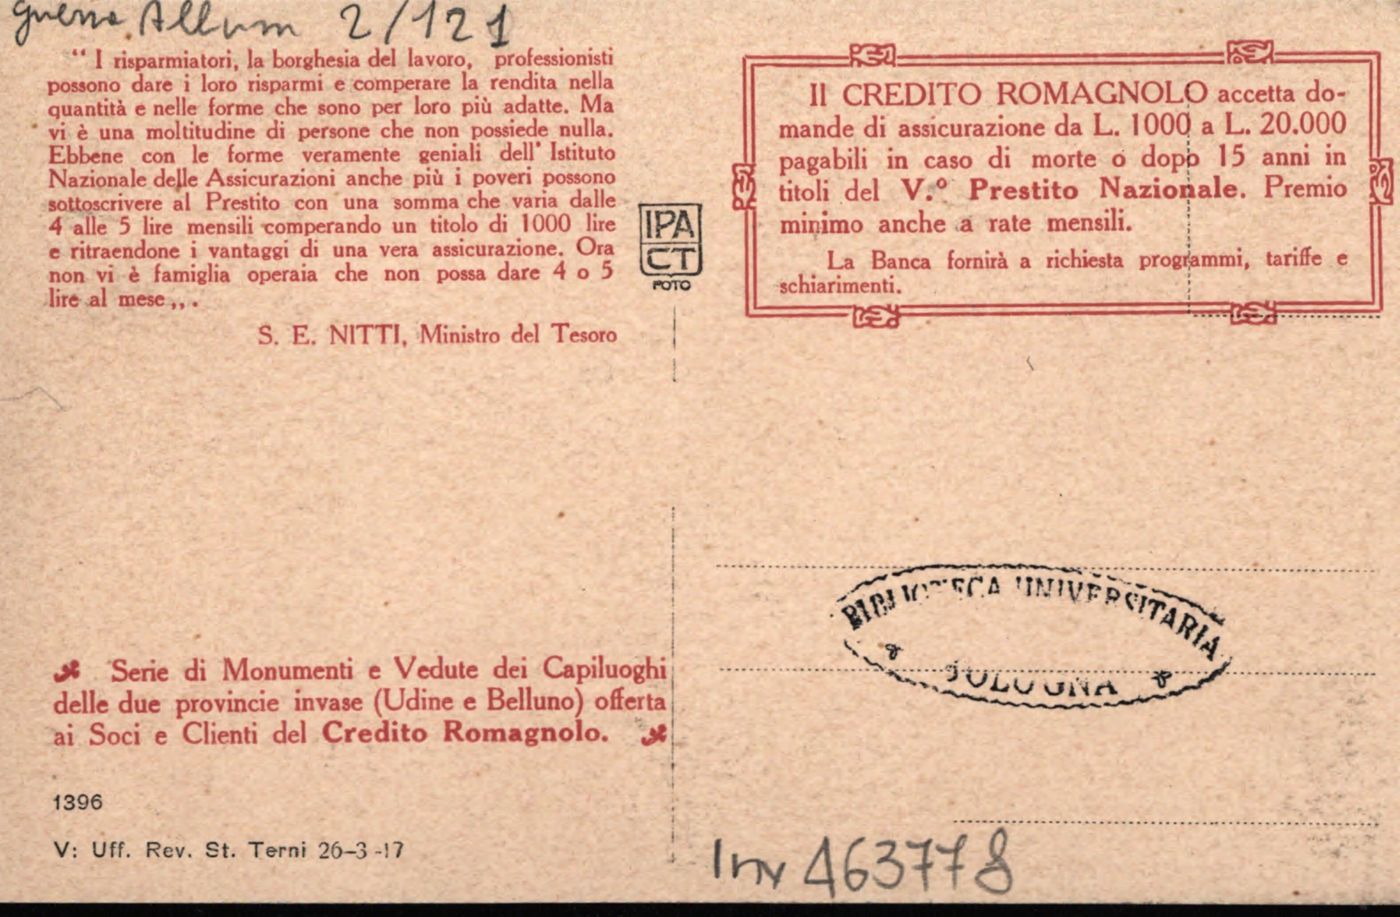 guerra Album 2/121
“ I risparmiatori, la borghesia del lavoro, professionisti
possono dare i loro risparmi e comperare la rendita nella
quantità e nelle forme che sono per loro più adatte. Ma
vi è una moltitudine di persone che non possiede nulla.
Ebbene con le forme veramente geniali dell' Istituto
Nazionale delle Assicurazioni anche più i poveri possono
sottoscrivere al Prestito con una somma che varia dalle
4 alle 5 lire mensili comperando un titolo di 1000 lire
e ritraendone i vantaggi di una vera assicurazione. Ora
non vi è famiglia operaia che non possa dare 4 o 5
lire al mese ,, .
S. E. NITTI, Ministro del Tesoro
IPA
CT
FOTO
Il CREDITO ROMAGNOLO accetta do-
mande di assicurazione da L. 1000 a L. 20.000
pagabili in caso di morte o dopo 15 anni in
titoli del V.º Prestito Nazionale. Premio
minimo anche a rate mensili.
La Banca fornirà a richiesta programmi, tariffe e
schiarimenti.
BIBLIOTECA UNIVERSITARIA
BOLOGNA
Serie di Monumenti e Vedute dei Capiluoghi
delle due provincie invase (Udine e Belluno) offerta
ai Soci e Clienti del Credito Romagnolo.
1396
V: Uff. Rev. St. Terni 26-3-17
Inv 463778